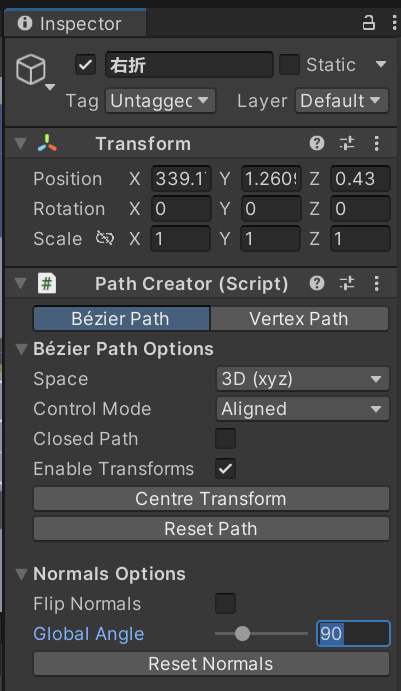 Inspector
右折
Static
Tag Untaggec Layer Default
Transform
Position X 339.1 Y 1.260 Z 0.43
Rotation X 0 Y 0 Z 0
Scale X 1 Y 1 Z 1
# Path Creator (Script)
Bézier Path Vertex Path
Bézier Path Options
Space 3D (xyz)
Control Mode Aligned
Closed Path
Enable Transforms
Centre Transform
Reset Path
Normals Options
Flip Normals
Global Angle 90
Reset Normals